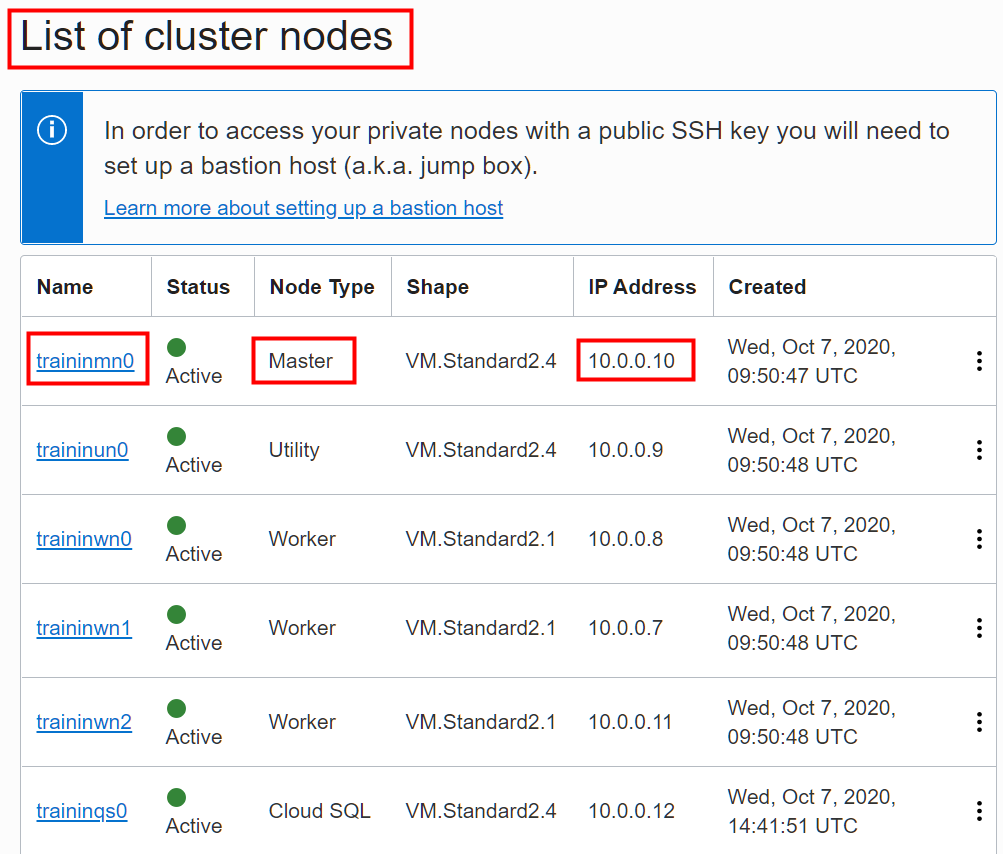 List of cluster nodes
In order to access your private nodes with a public SSH key you will need to
set up a bastion host (a.k.a. jump box).
Learn more about setting up a bastion host
Name Status Node Type Shape IP Address Created
traininmn0 Active Master VM.Standard2.4 10.0.0.10 Wed, Oct 7, 2020,
09:50:47 UTC
traininun0 Active Utility VM.Standard2.4 10.0.0.9 Wed, Oct 7, 2020,
09:50:48 UTC
traininwn0 Active Worker VM.Standard2.1 10.0.0.8 Wed, Oct 7, 2020,
09:50:48 UTC
traininwn1 Active Worker VM.Standard2.1 10.0.0.7 Wed, Oct 7, 2020,
09:50:48 UTC
traininwn2 Active Worker VM.Standard2.1 10.0.0.11 Wed, Oct 7, 2020,
09:50:48 UTC
traininqs0 Active Cloud SQL VM.Standard2.4 10.0.0.12 Wed, Oct 7, 2020,
14:41:51 UTC